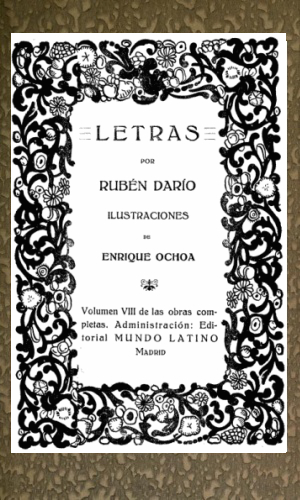 LETRAS
POR
RUBÉN DARÍO
ILUSTRACIONES
DE
ENRIQUE OCHOA
Volumen VIII de las obras com-
pletas. Administración: Edi-
torial MUNDO LATINO
MADRID